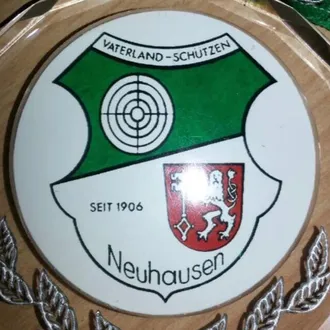 VATERLAND-SCHÜTZEN
SEIT 1906
Neuhausen